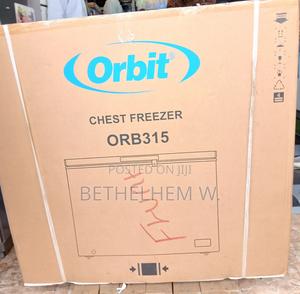 Orbit
CHEST FREEZER
ORB315
POSTED ON JIJI
BETHELHEM W.